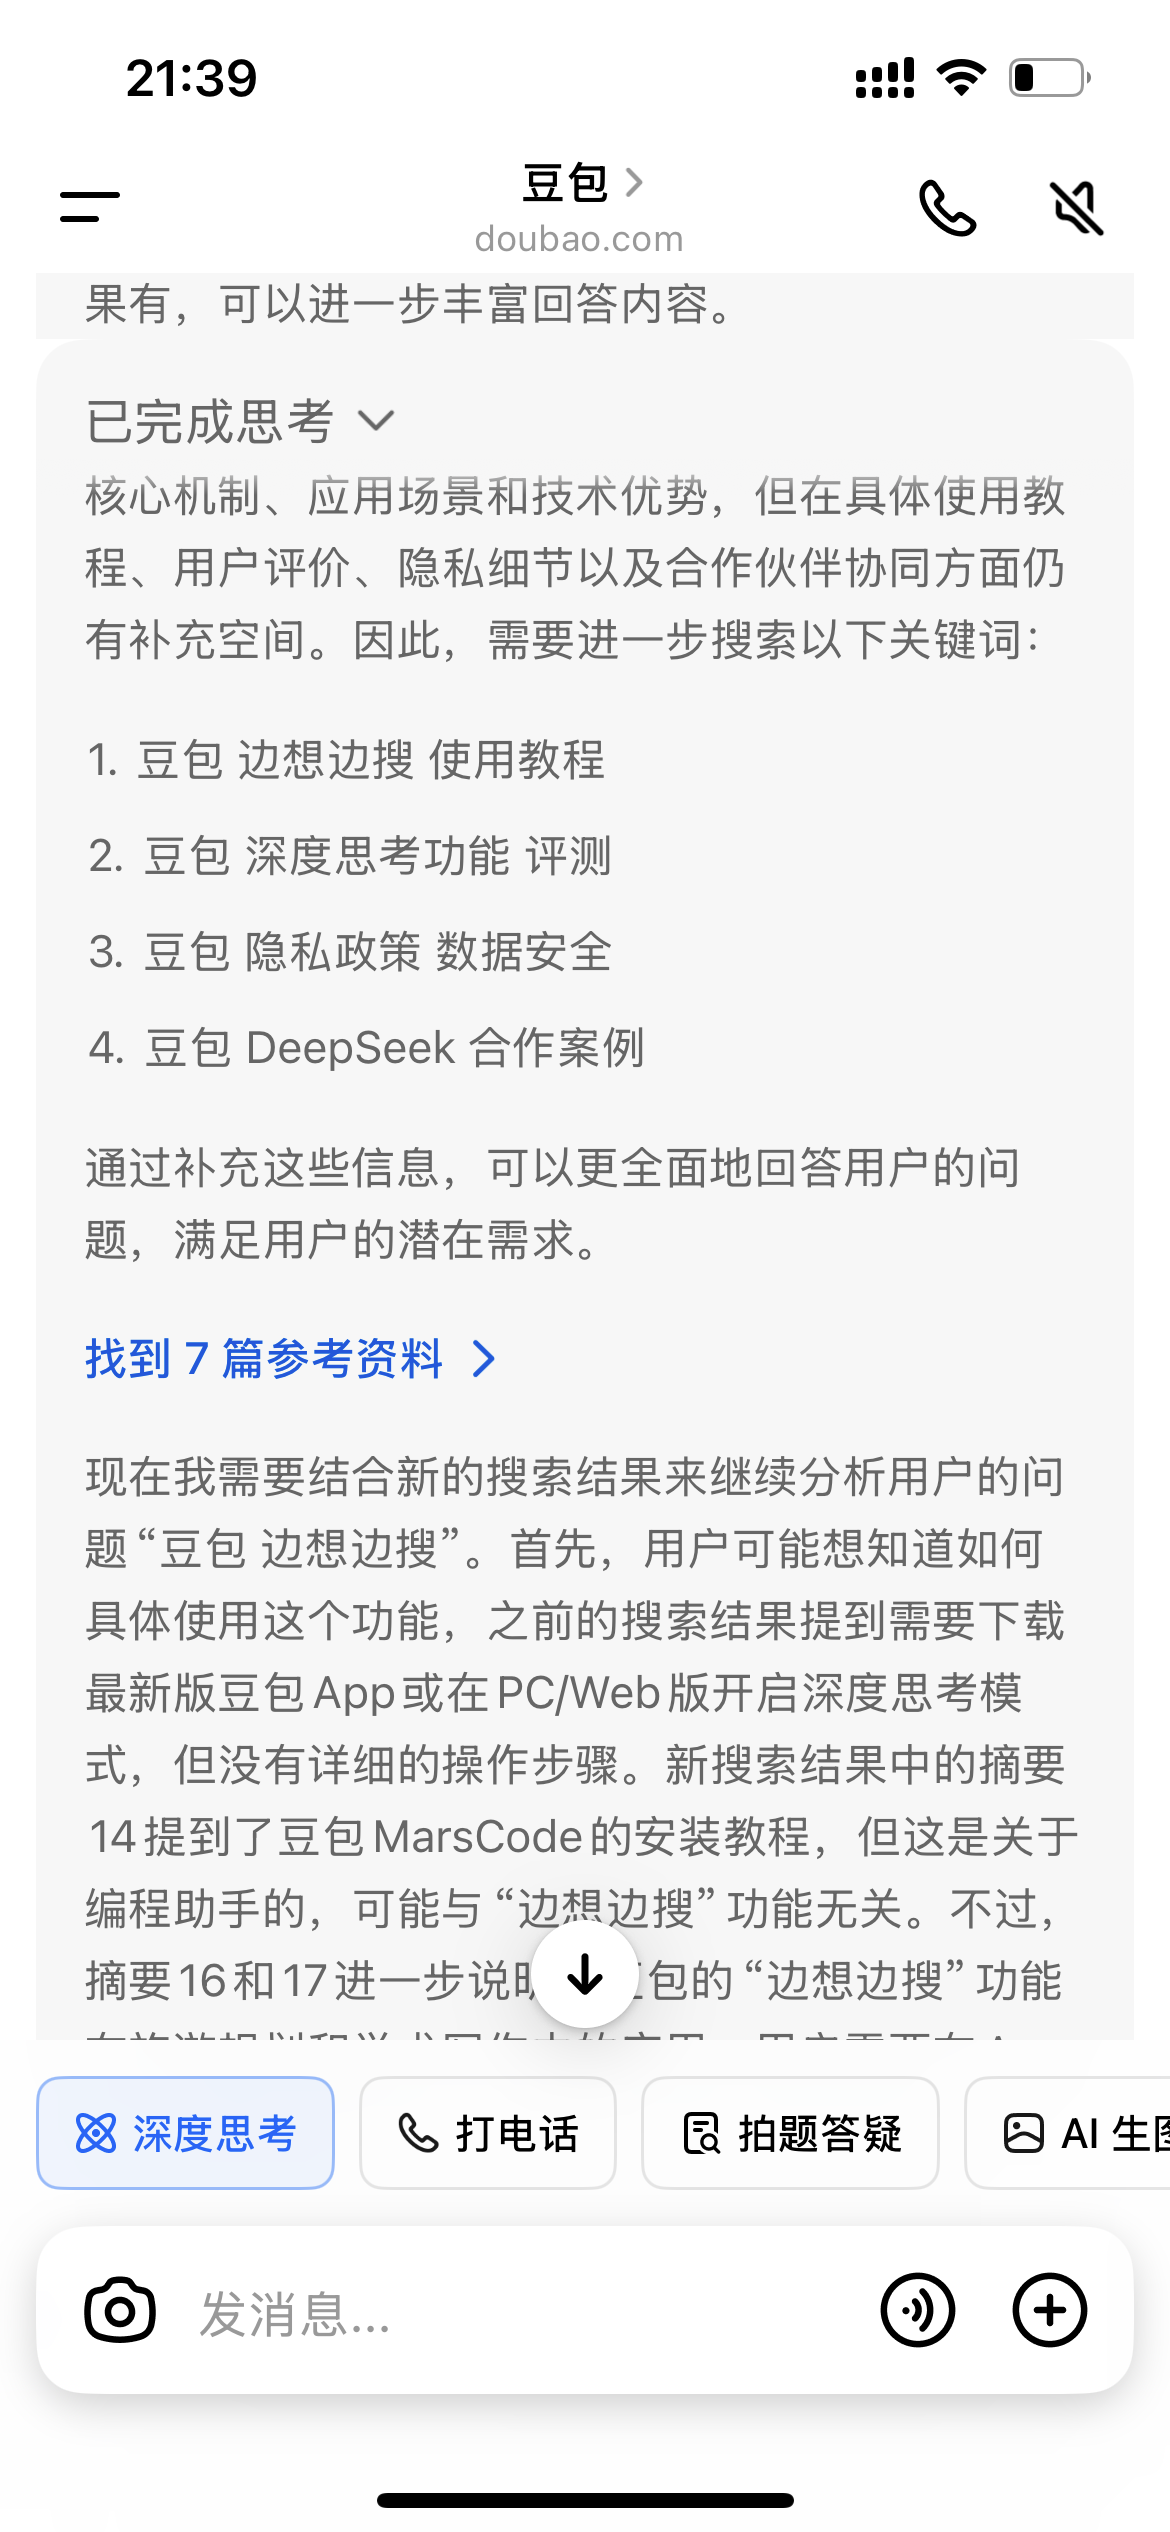 21:39
豆包
doubao.com
果有，可以进一步丰富回答内容。
已完成思考
核心机制、应用场景和技术优势，但在具体使用教
程、用户评价、隐私细节以及合作伙伴协同方面仍
有补充空间。因此，需要进一步搜索以下关键词：
1. 豆包 边想边搜 使用教程
2. 豆包 深度思考功能 评测
3. 豆包 隐私政策 数据安全
4. 豆包 DeepSeek 合作案例
通过补充这些信息，可以更全面地回答用户的问
题，满足用户的潜在需求。
找到 7 篇参考资料
现在我需要结合新的搜索结果来继续分析用户的问
题 “豆包 边想边搜”。首先，用户可能想知道如何
具体使用这个功能，之前的搜索结果提到需要下载
最新版豆包 App 或在 PC/Web 版开启深度思考模
式，但没有详细的操作步骤。新搜索结果中的摘要
14 提到了豆包 MarsCode 的安装教程，但这是关于
编程助手的，可能与 “边想边搜” 功能无关。不过，
摘要 16 和 17 进一步说 包的 “边想边搜” 功能
深度思考
打电话
拍题答疑
AI 生图
发消息...